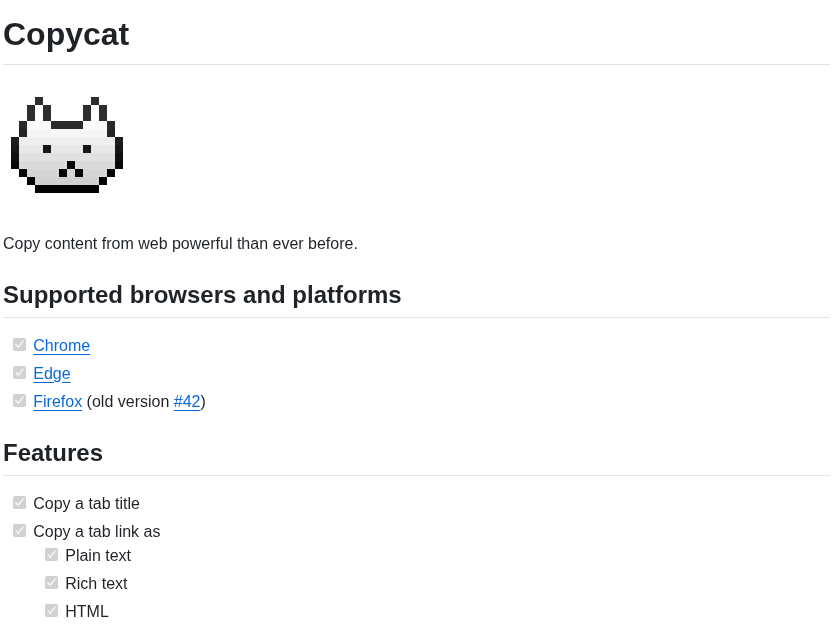 Copycat
Copy content from web powerful than ever before.
Supported browsers and platforms
Chrome
Edge
Firefox (old version #42)
Features
Copy a tab title
Copy a tab link as
Plain text
Rich text
HTML